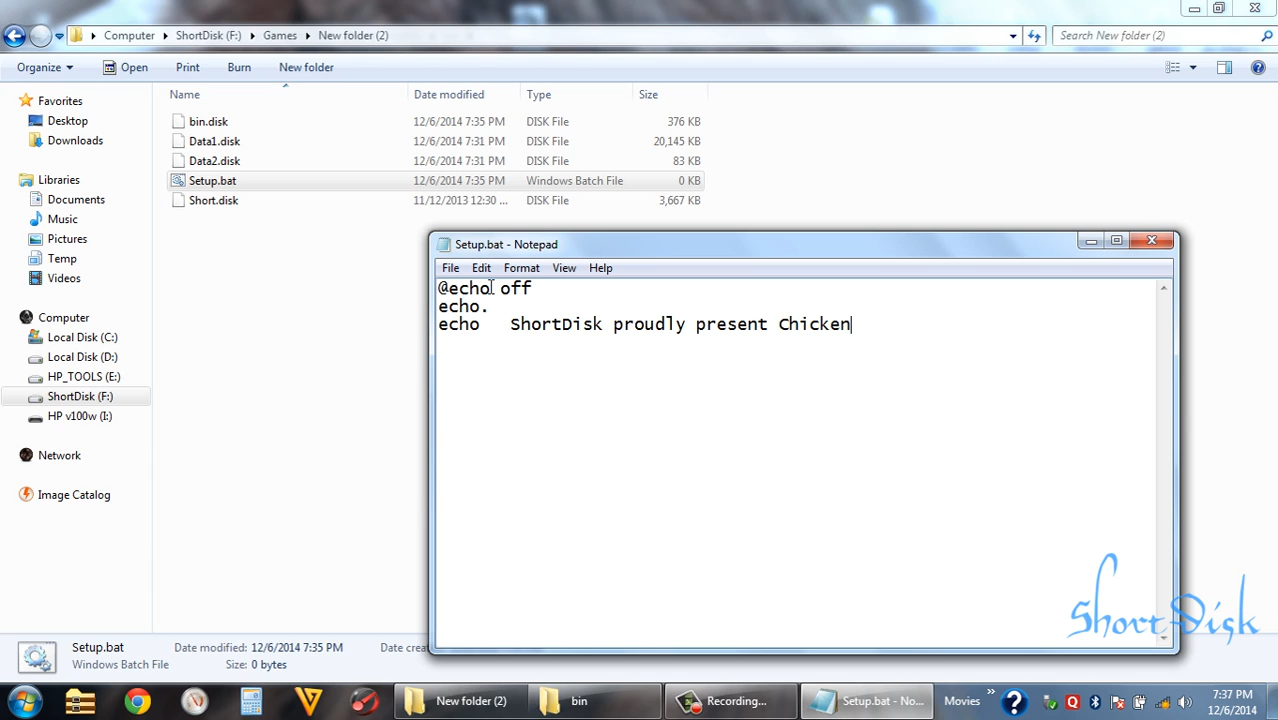 Computer ShortDisk (F:) Games New folder (2) Search New folder (2)
Organize Open Print Burn New folder
Name Date modified Type Size
Favorites
Desktop
Downloads
Libraries
Documents
Music
Pictures
Temp
Videos
Computer
Local Disk (C:)
Local Disk (D:)
HP_TOOLS (E:)
ShortDisk (F:)
HP v100w (I:)
Network
Image Catalog
bin.disk 12/6/2014 7:35 PM DISK File 376 KB
Data1.disk 12/6/2014 7:31 PM DISK File 20,145 KB
Data2.disk 12/6/2014 7:31 PM DISK File 83 KB
Setup.bat 12/6/2014 7:35 PM Windows Batch File 0 KB
Short.disk 11/12/2013 12:30 ... DISK File 3,667 KB
Setup.bat - Notepad
File Edit Format View Help
@echo off
echo.
echo   ShortDisk proudly present Chicken
Short Disk
Setup.bat Date modified: 12/6/2014 7:35 PM Date crea
Windows Batch File Size: 0 bytes
New folder (2) bin Recording... Setup.bat - No... Movies » 7:37 PM
12/6/2014